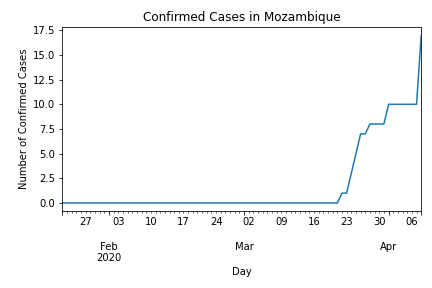 Confirmed Cases in Mozambique
17.5
15.0
12.5
10.0
7.5
5.0
2.5
0.0
Number of Confirmed Cases
27 03 10 17 24 02 09 16 23 30 06
Feb Mar Apr
2020
Day